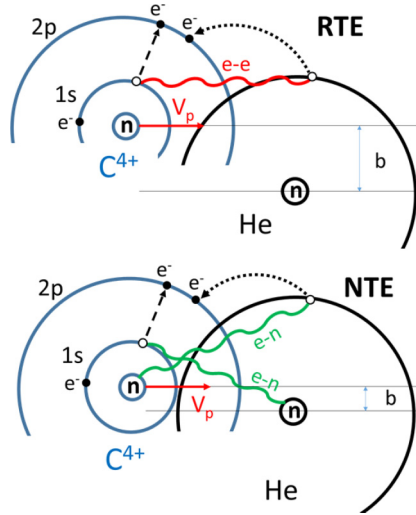 e⁻
2p
e⁻
RTE
e-e
1s
V_p
e⁻
n
b
C⁴⁺
n
He
e⁻
e⁻
NTE
2p
e-n
1s
e-n
e⁻
n
b
V_p
n
C⁴⁺
He